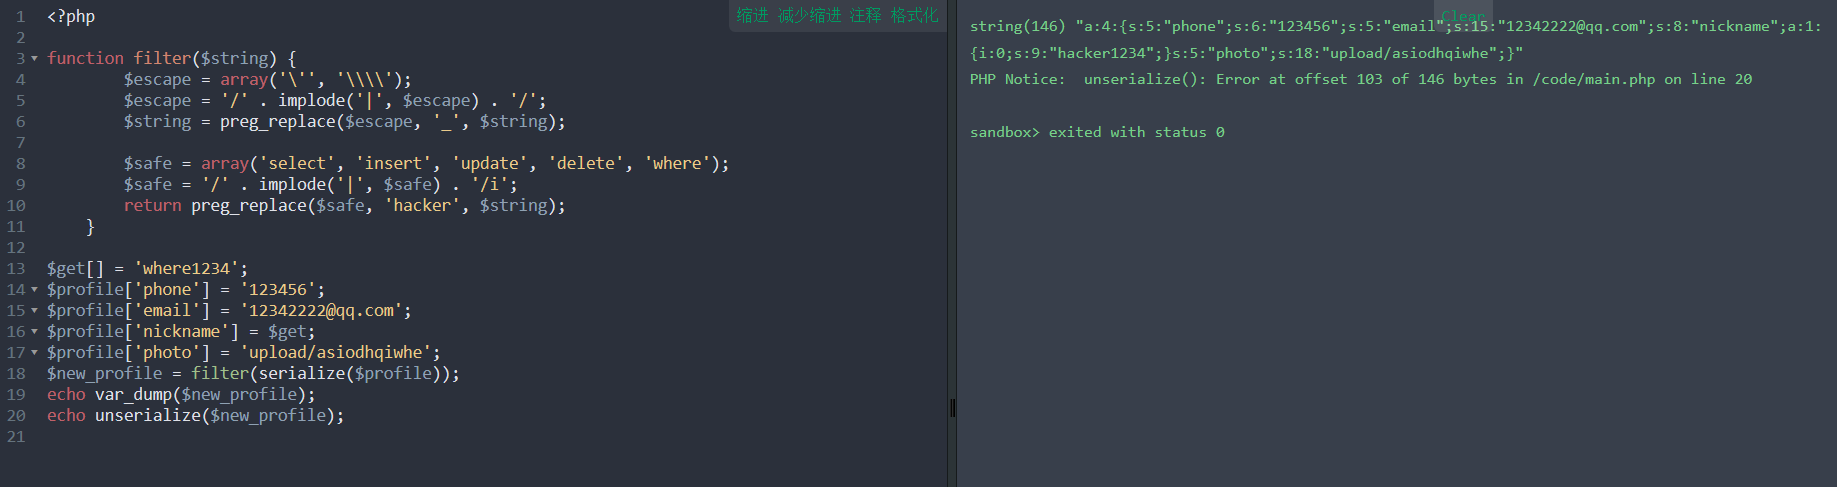 缩进 减少缩进 注释 格式化
1 <?php
2
3 function filter($string) {
4 $escape = array('\'', '\\\\');
5 $escape = '/' . implode('|', $escape) . '/';
6 $string = preg_replace($escape, '_', $string);
7
8 $safe = array('select', 'insert', 'update', 'delete', 'where');
9 $safe = '/' . implode('|', $safe) . '/i';
10 return preg_replace($safe, 'hacker', $string);
11 }
12
13 $get[] = 'where1234';
14 $profile['phone'] = '123456';
15 $profile['email'] = '12342222@qq.com';
16 $profile['nickname'] = $get;
17 $profile['photo'] = 'upload/asiodhqiwhe';
18 $new_profile = filter(serialize($profile));
19 echo var_dump($new_profile);
20 echo unserialize($new_profile);
21
Clear
string(146) "a:4:{s:5:"phone";s:6:"123456";s:5:"email";s:15:"12342222@qq.com";s:8:"nickname";a:1:
{i:0;s:9:"hacker1234";}s:5:"photo";s:18:"upload/asiodhqiwhe";}"
PHP Notice:  unserialize(): Error at offset 103 of 146 bytes in /code/main.php on line 20
sandbox> exited with status 0